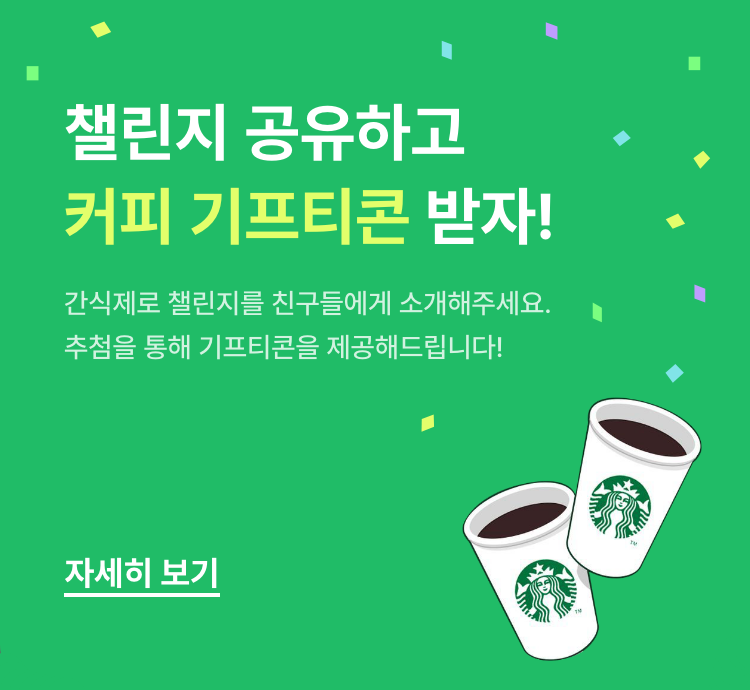 챌린지 공유하고
커피 기프티콘 받자!
간식제로 챌린지를 친구들에게 소개해주세요.
추첨을 통해 기프티콘을 제공해드립니다!
자세히 보기
TM
TM